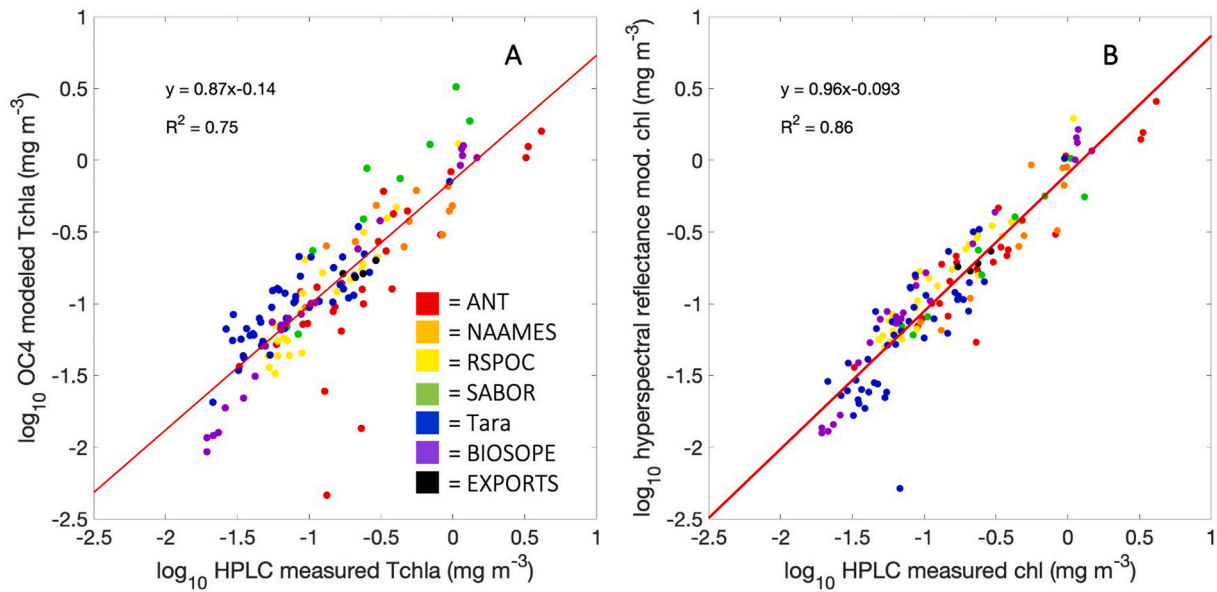 A
y = 0.87x-0.14
R² = 0.75
1
0.5
0
-0.5
-1
-1.5
-2
-2.5
log₁₀ OC4 modeled Tchla (mg m⁻³)
= ANT
= NAAMES
= RSPOC
= SABOR
= Tara
= BIOSOPE
= EXPORTS
-2.5 -2 -1.5 -1 -0.5 0 0.5 1
log₁₀ HPLC measured Tchla (mg m⁻³)
B
y = 0.96x-0.093
R² = 0.86
1
0.5
0
-0.5
-1
-1.5
-2
-2.5
log₁₀ hyperspectral reflectance mod. chl (mg m⁻³)
-2.5 -2 -1.5 -1 -0.5 0 0.5 1
log₁₀ HPLC measured chl (mg m⁻³)